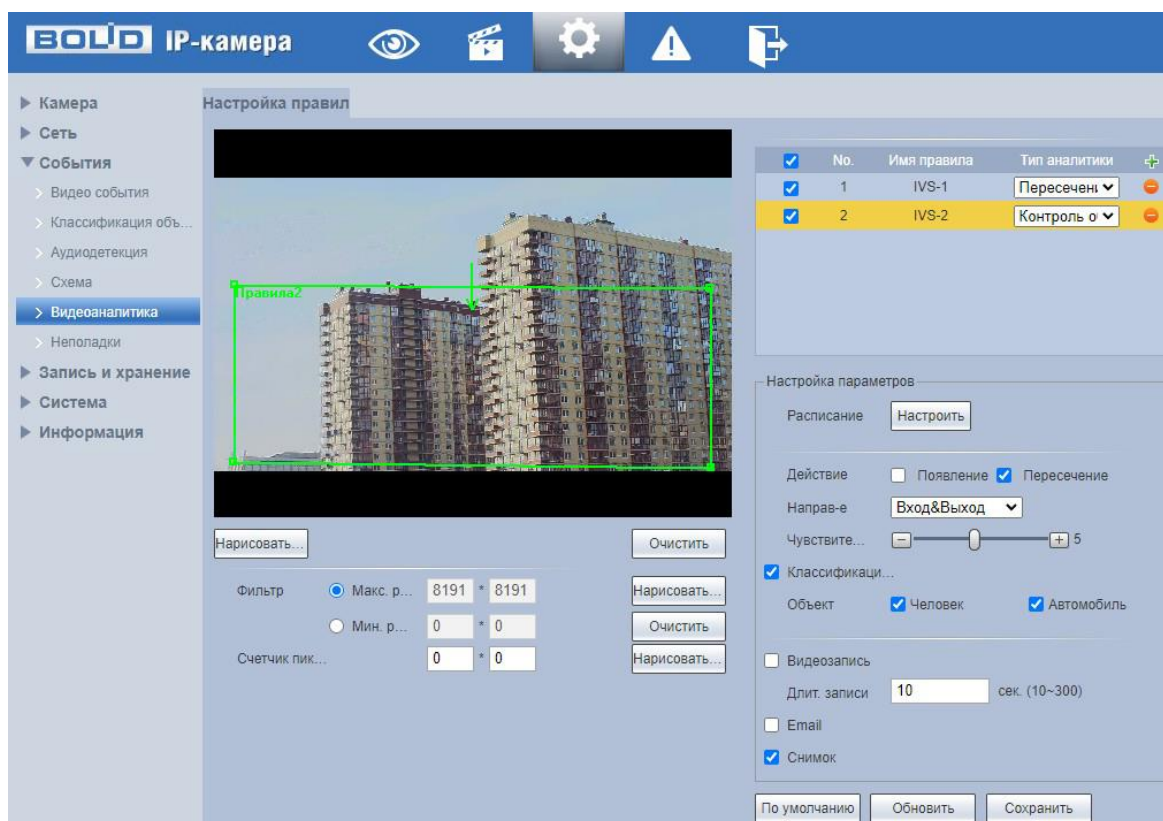 BOLID IP-камера
Камера
Сеть
События
Видео события
Классификация объ...
Аудиодетекция
Схема
Видеоаналитика
Неполадки
Запись и хранение
Система
Информация
Настройка правил
Правила2
No. Имя правила Тип аналитики
1 IVS-1 Пересечени
2 IVS-2 Контроль о
Нарисовать... Очистить
Фильтр Макс. р... 8191 * 8191 Нарисовать...
Мин. р... 0 * 0 Очистить
Счетчик пик... 0 * 0 Нарисовать...
Настройка параметров
Расписание Настроить
Действие Появление Пересечение
Направ-е Вход&Выход
Чувствите... 5
Классификаци...
Объект Человек Автомобиль
Видеозапись
Длит. записи 10 сек. (10~300)
Email
Снимок
По умолчанию Обновить Сохранить